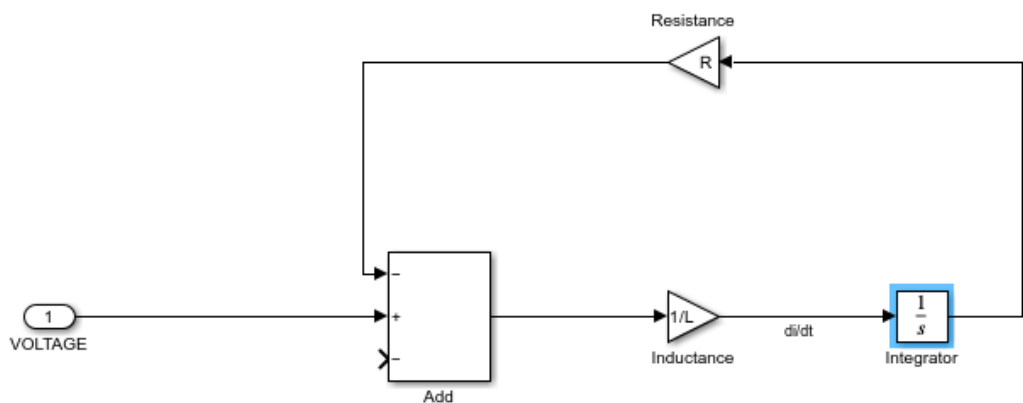 Resistance
R
−
1
+
1/L
1
s
di/dt
VOLTAGE
−
Inductance
Integrator
Add